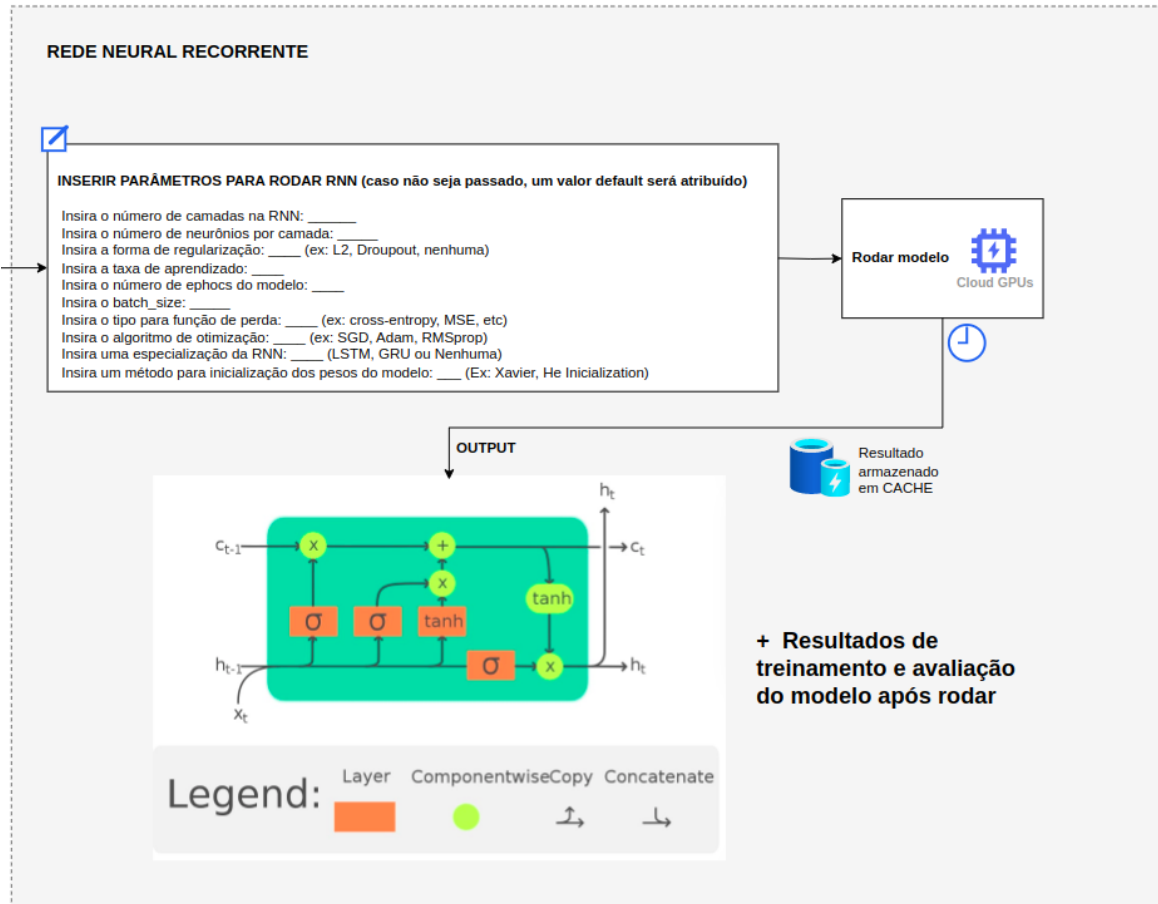 REDE NEURAL RECORRENTE
INSERIR PARÂMETROS PARA RODAR RNN (caso não seja passado, um valor default será atribuído)
Insira o número de camadas na RNN: ______
Insira o número de neurônios por camada: _____
Insira a forma de regularização: ____ (ex: L2, Droupout, nenhuma)
Insira a taxa de aprendizado: ____
Insira o número de ephocs do modelo: ____
Insira o batch_size: _____
Insira o tipo para função de perda: ____ (ex: cross-entropy, MSE, etc)
Insira o algoritmo de otimização: ____ (ex: SGD, Adam, RMSprop)
Insira uma especialização da RNN: ____ (LSTM, GRU ou Nenhuma)
Insira um método para inicialização dos pesos do modelo: ___ (Ex: Xavier, He Inicialization)
Rodar modelo
Cloud GPUs
OUTPUT
Resultado
armazenado
em CACHE
h_t
c_t-1 x + c_t
x
tanh
σ σ tanh
h_t-1 σ x h_t
x_t
+ Resultados de
treinamento e avaliação
do modelo após rodar
Legend: Layer Componentwise Copy Concatenate